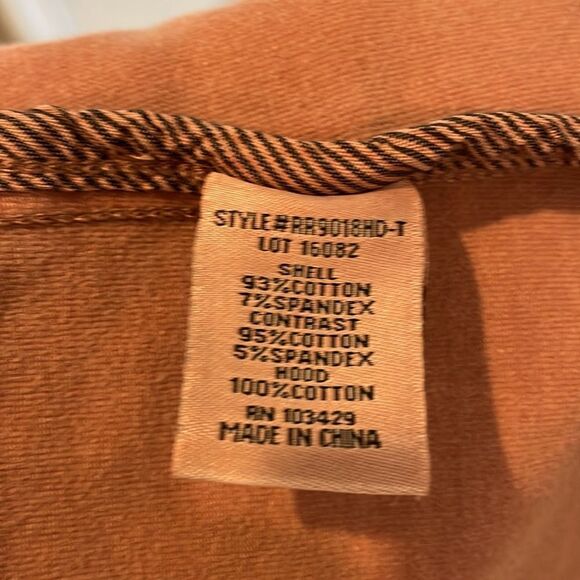 STYLE#RR9018HD-T
LOT 16082
SHELL
93%COTTON
7%SPANDEX
CONTRAST
95%COTTON
5%SPANDEX
HOOD
100%COTTON
RN 103429
MADE IN CHINA